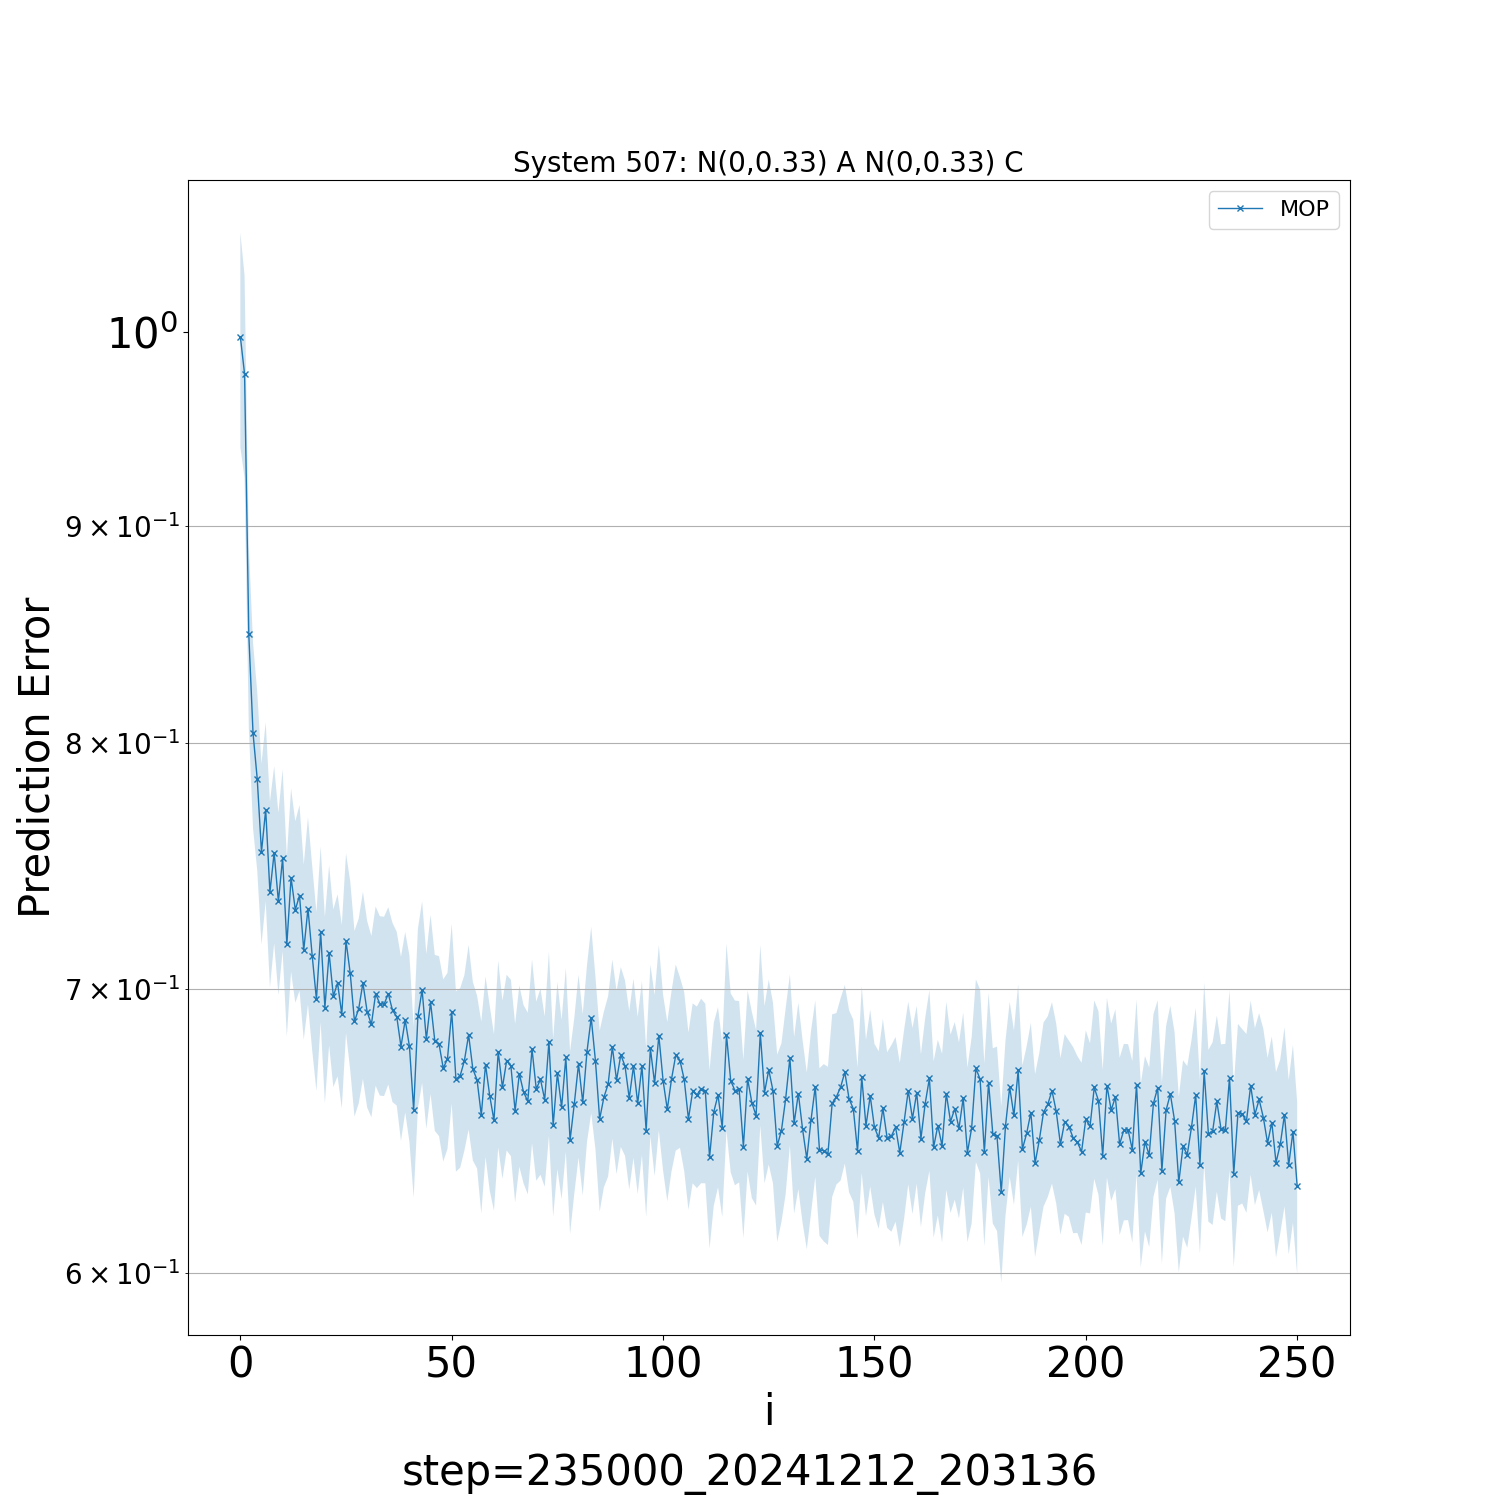 System 507: N(0,0.33) A N(0,0.33) C
MOP
Prediction Error
10⁰
9 × 10⁻¹
8 × 10⁻¹
7 × 10⁻¹
6 × 10⁻¹
0 50 100 150 200 250
i
step=235000_20241212_203136